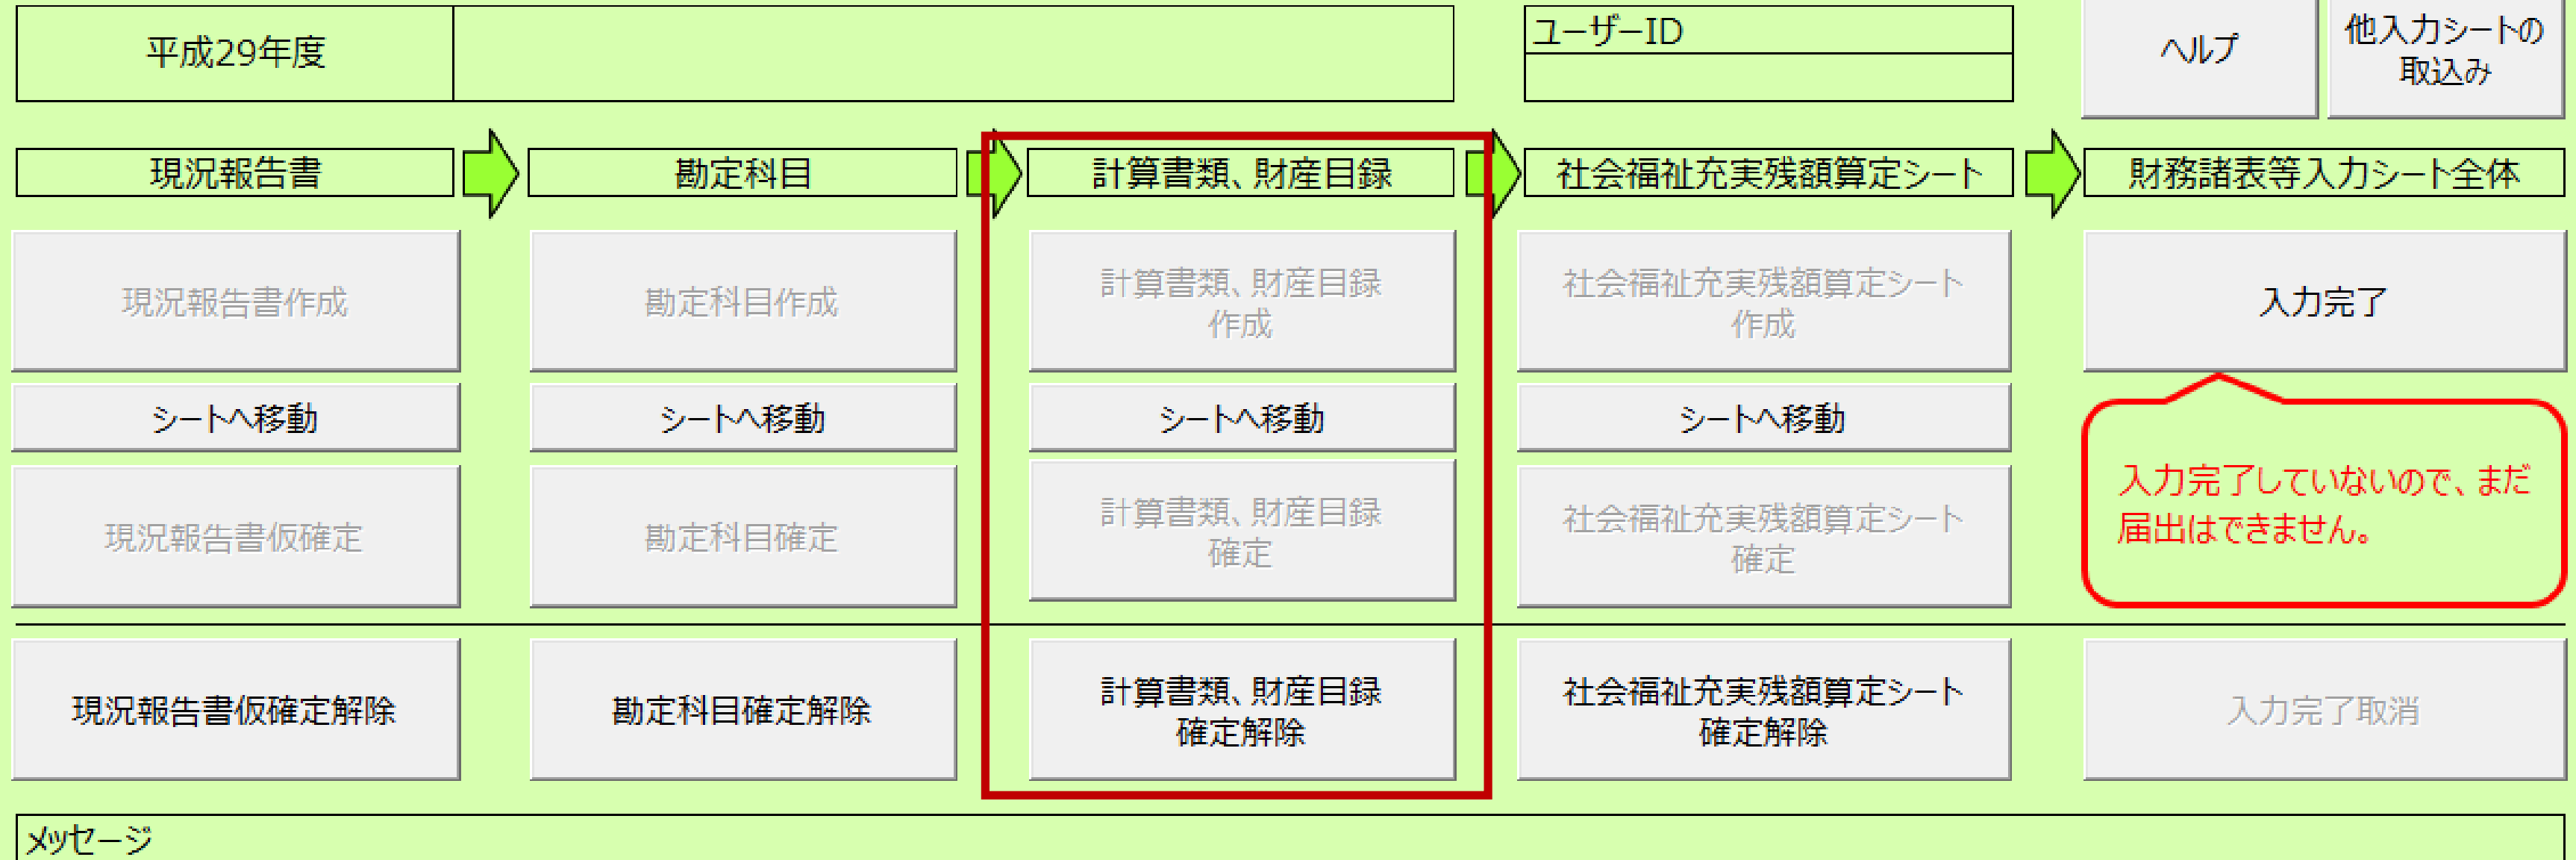 平成29年度
ユーザーID
ヘルプ
他入力シートの
取込み
現況報告書
勘定科目
計算書類、財産目録
社会福祉充実残額算定シート
財務諸表等入力シート全体
現況報告書作成
勘定科目作成
計算書類、財産目録
作成
社会福祉充実残額算定シート
作成
入力完了
シートへ移動
シートへ移動
シートへ移動
シートへ移動
現況報告書仮確定
勘定科目確定
計算書類、財産目録
確定
社会福祉充実残額算定シート
確定
入力完了していないので、まだ
届出はできません。
現況報告書仮確定解除
勘定科目確定解除
計算書類、財産目録
確定解除
社会福祉充実残額算定シート
確定解除
入力完了取消
メッセージ